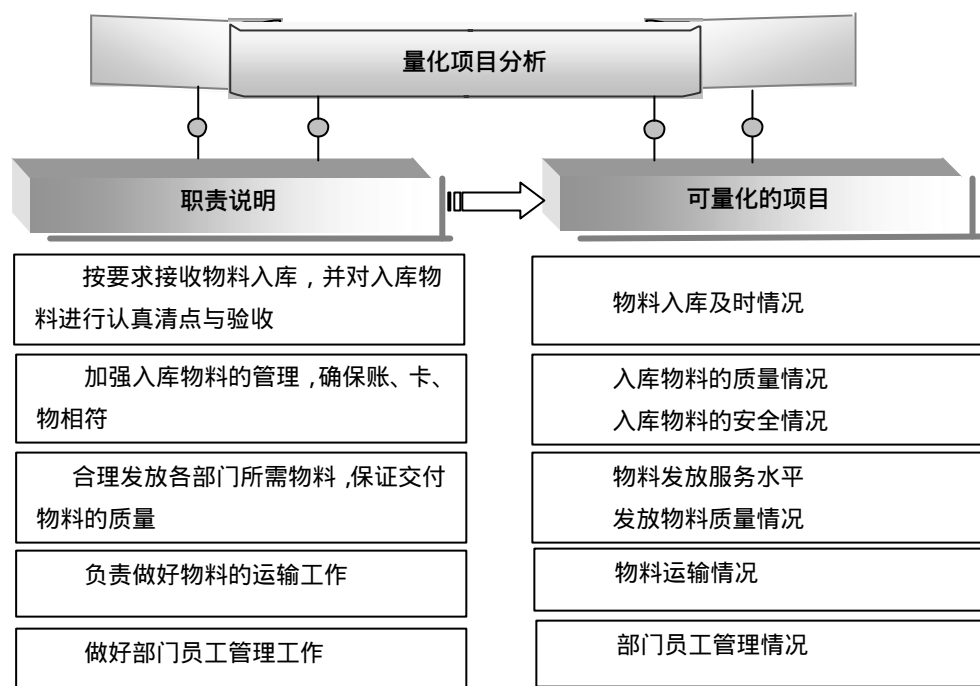 量化项目分析
职责说明
可量化的项目
按要求接收物料入库，并对入库物
料进行认真清点与验收
物料入库及时情况
加强入库物料的管理，确保账、卡、
物相符
入库物料的质量情况
入库物料的安全情况
合理发放各部门所需物料，保证交付
物料的质量
物料发放服务水平
发放物料质量情况
负责做好物料的运输工作
物料运输情况
做好部门员工管理工作
部门员工管理情况